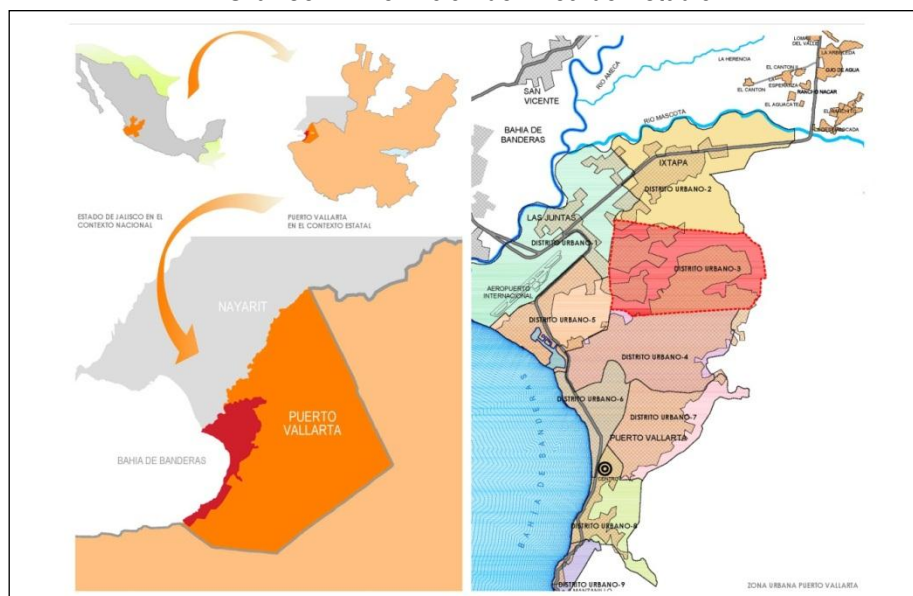 ESTADO DE JALISCO EN EL
CONTEXTO NACIONAL
PUERTO VALLARTA
EN EL CONTEXTO ESTATAL
NAYARIT
PUERTO
VALLARTA
BAHIA DE BANDERAS
LOMAS
DEL VALLE
LA HERENCIA
OJO DE AGUA
EL CANTON
LA
ESPERANZA
RANCHO NACAR
EL CANTON
EL AGUACATE
SAN
VICENTE
RIO AMECA
RIO MASCOTA
BAHIA DE
BANDERAS
IXTAPA
DISTRITO URBANO-2
LAS JUNTAS
DISTRITO URBANO-1
DISTRITO URBANO-3
AEROPUERTO
INTERNACIONAL
DISTRITO URBANO-5
DISTRITO URBANO-4
DISTRITO URBANO-6
DISTRITO URBANO-7
PUERTO VALLARTA
BAHIA DE BANDERAS
CENTRO
DISTRITO URBANO-8
DISTRITO URBANO-9
ZONA URBANA PUERTO VALLARTA